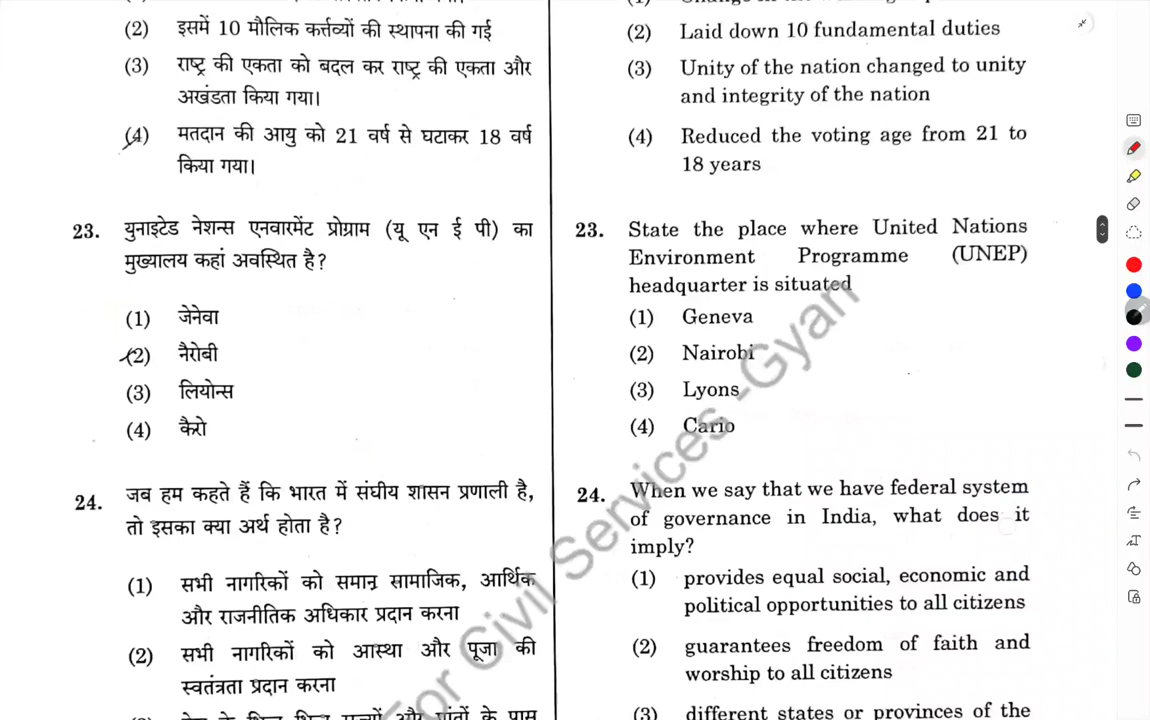 (2) इसमें 10 मौलिक कर्त्तव्यों की स्थापना की गई
(3) राष्ट्र की एकता को बदल कर राष्ट्र की एकता और
अखंडता किया गया।
(4) मतदान की आयु को 21 वर्ष से घटाकर 18 वर्ष
किया गया।
23. युनाइटेड नेशन्स एनवारमेंट प्रोग्राम (यू एन ई पी) का
मुख्यालय कहां अवस्थित है?
(1) जेनेवा
(2) नैरोबी
(3) लियोन्स
(4) कैरो
24. जब हम कहते हैं कि भारत में संघीय शासन प्रणाली है,
तो इसका क्या अर्थ होता है?
(1) सभी नागरिकों को समान सामाजिक, आर्थिक
और राजनीतिक अधिकार प्रदान करना
(2) सभी नागरिकों को आस्था और पूजा की
स्वतंत्रता प्रदान करना
(2) Laid down 10 fundamental duties
(3) Unity of the nation changed to unity
and integrity of the nation
(4) Reduced the voting age from 21 to
18 years
23. State the place where United Nations
Environment Programme (UNEP)
headquarter is situated
(1) Geneva
(2) Nairobi
(3) Lyons
(4) Cario
24. When we say that we have federal system
of governance in India, what does it
imply?
(1) provides equal social, economic and
political opportunities to all citizens
(2) guarantees freedom of faith and
worship to all citizens
(3) different states or provinces of the
For Civil Services -Gyan